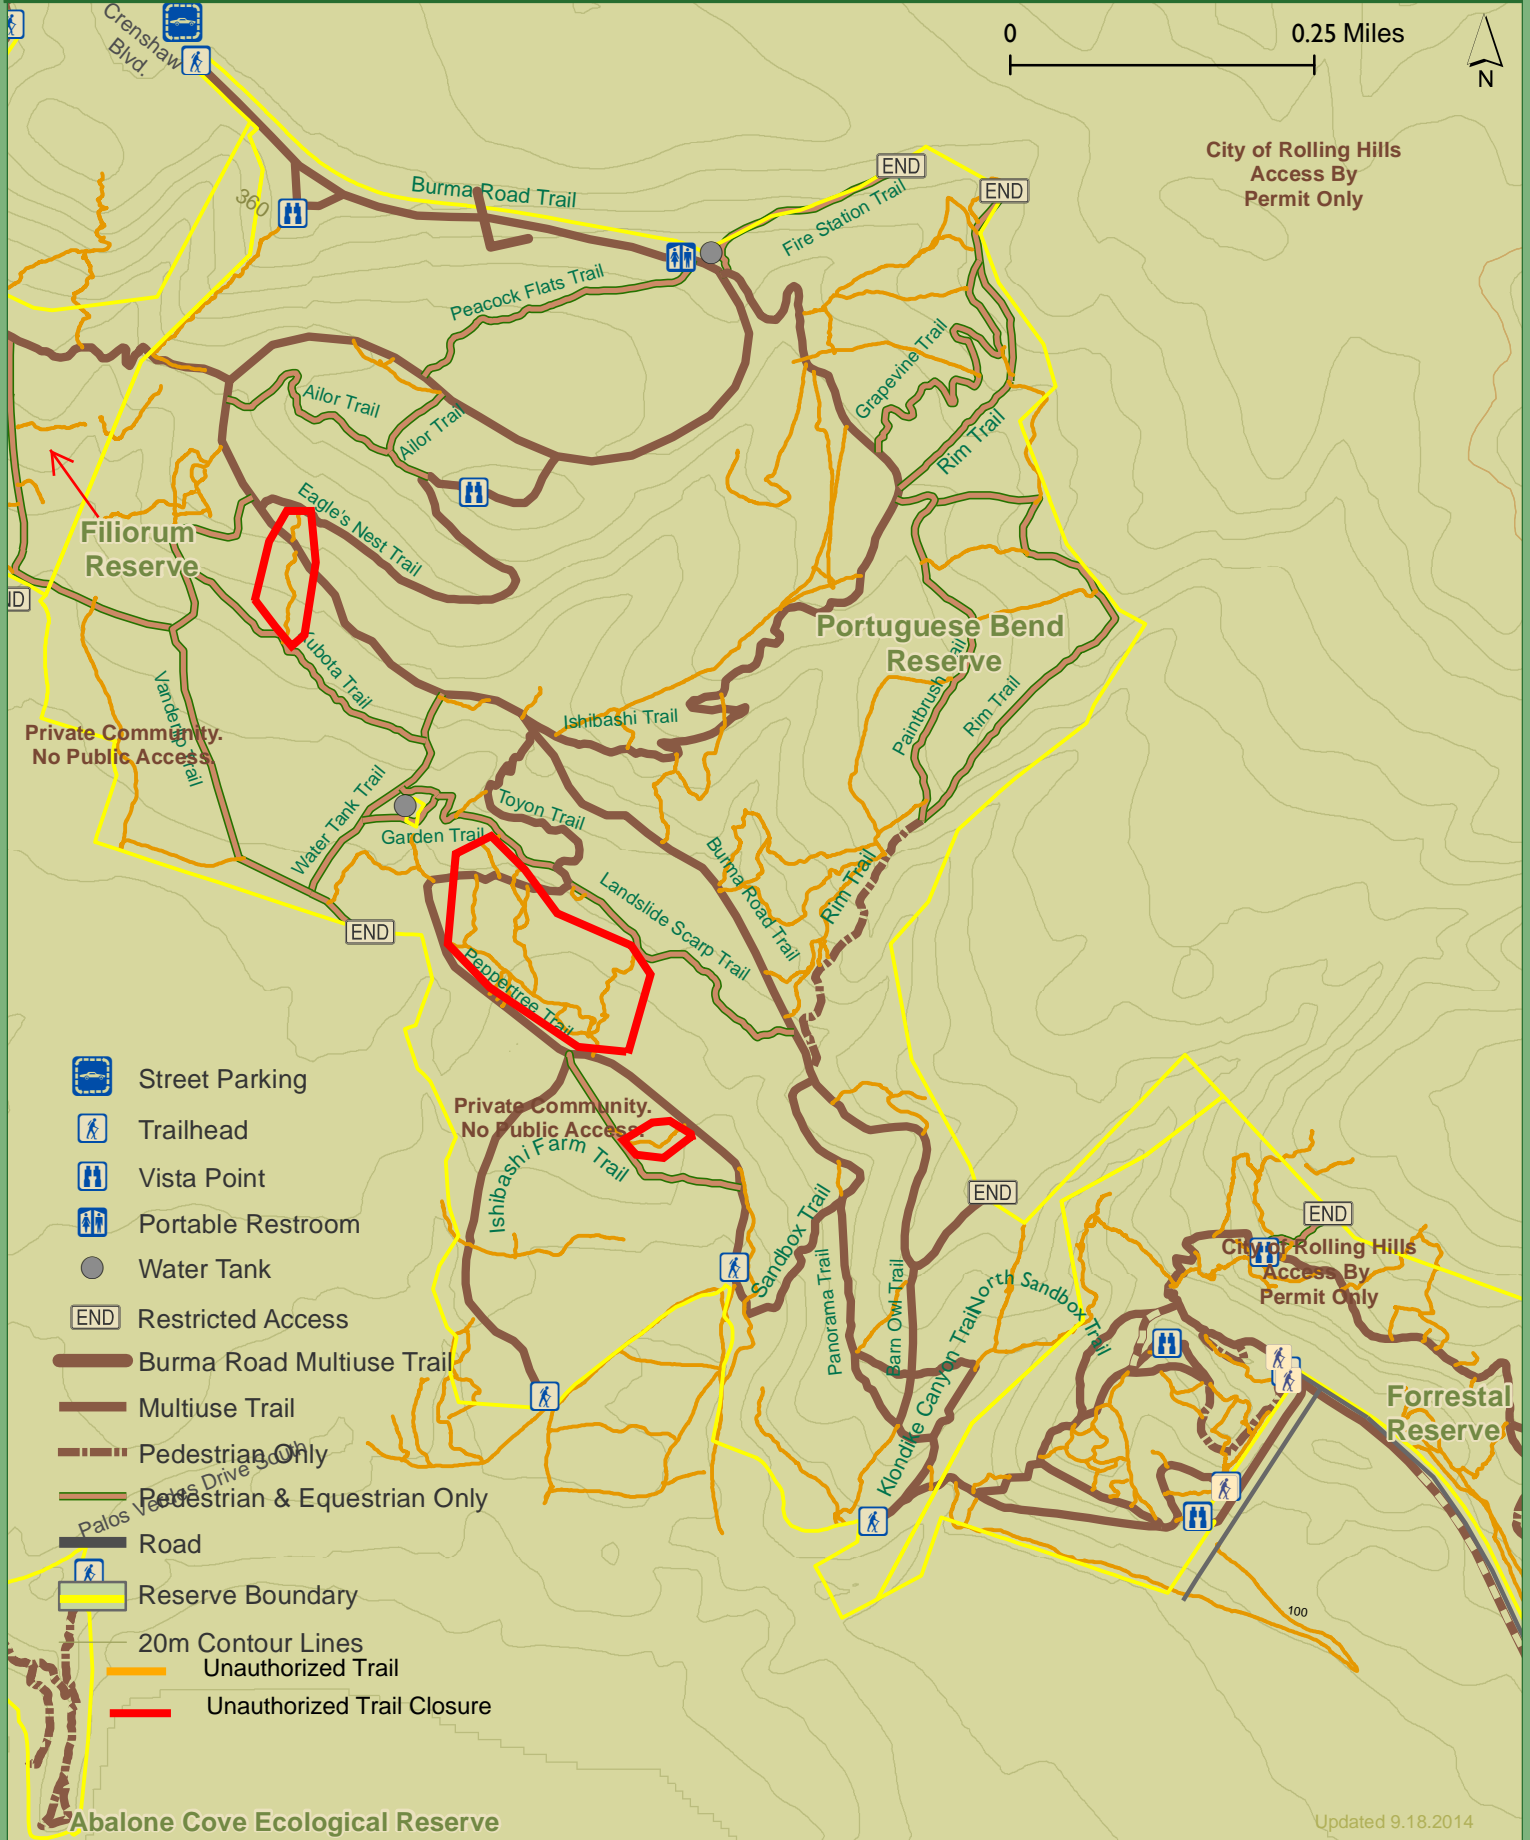 Crenshaw
Blvd.
0
0.25 Miles
N
City of Rolling Hills
Access By
Permit Only
END
END
Burma Road Trail
Fire Station Trail
360
Peacock Flats Trail
Grapevine Trail
Ailor Trail
Ailor Trail
Rim Trail
Eagle's Nest Trail
Filiorum
Reserve
ND
Portuguese Bend
Reserve
ubota Trail
Paintbrush Trail
Rim Trail
Ishibashi Trail
Vanderlip Trail
Private Community.
No Public Access.
Water Tank Trail
Toyon Trail
Garden Trail
Burma Road Trail
Rim Trail
Landslide Scarp Trail
END
Peppertree Trail
Private Community.
No Public Access.
Ishibashi Farm Trail
END
END
Sandbox Trail
Panorama Trail
Barn Owl Trail
Klondike Canyon Trail
North Sandbox Trail
City of Rolling Hills
Access By
Permit Only
Forrestal
Reserve
Street Parking
Trailhead
Vista Point
Portable Restroom
Water Tank
END
Restricted Access
Burma Road Multiuse Trail
Multiuse Trail
Pedestrian Only
Palos Verdes Drive South
Pedestrian & Equestrian Only
Road
Reserve Boundary
20m Contour Lines
Unauthorized Trail
Unauthorized Trail Closure
100
Abalone Cove Ecological Reserve
Updated 9.18.2014